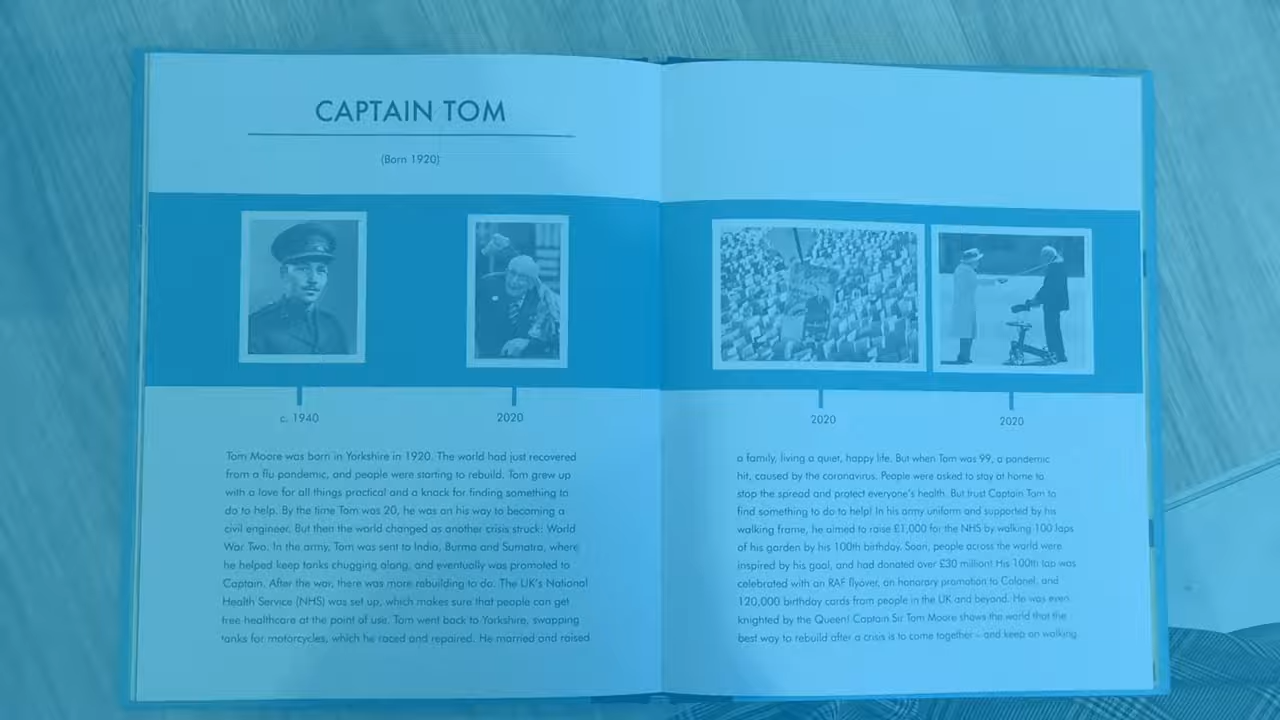 CAPTAIN TOM
(Born 1920)
c. 1940
2020
2020
2020
Tom Moore was born in Yorkshire in 1920. The world had just recovered
from a flu pandemic, and people were starting to rebuild. Tom grew up
with a love for all things practical and a knack for finding something to
do to help. By the time Tom was 20, he was on his way to becoming a
civil engineer. But then the world changed as another crisis struck: World
War Two. In the army, Tom was sent to India, Burma and Sumatra, where
he helped keep tanks chugging along, and eventually was promoted to
Captain. After the war, there was more rebuilding to do. The UK's National
Health Service (NHS) was set up, which makes sure that people can get
free healthcare at the point of use. Tom went back to Yorkshire, swapping
tanks for motorcycles, which he raced and repaired. He married and raised
a family, living a quiet, happy life. But when Tom was 99, a pandemic
hit, caused by the coronavirus. People were asked to stay at home to
stop the spread and protect everyone's health. But trust Captain Tom to
find something to do to help! In his army uniform and supported by his
walking frame, he aimed to raise £1,000 for the NHS by walking 100 laps
of his garden by his 100th birthday. Soon, people across the world were
inspired by his goal, and had donated over £30 million! His 100th lap was
celebrated with an RAF flyover, an honorary promotion to Colonel, and
120,000 birthday cards from people in the UK and beyond. He was even
knighted by the Queen! Captain Sir Tom Moore shows the world that the
best way to rebuild after a crisis is to come together – and keep on walking